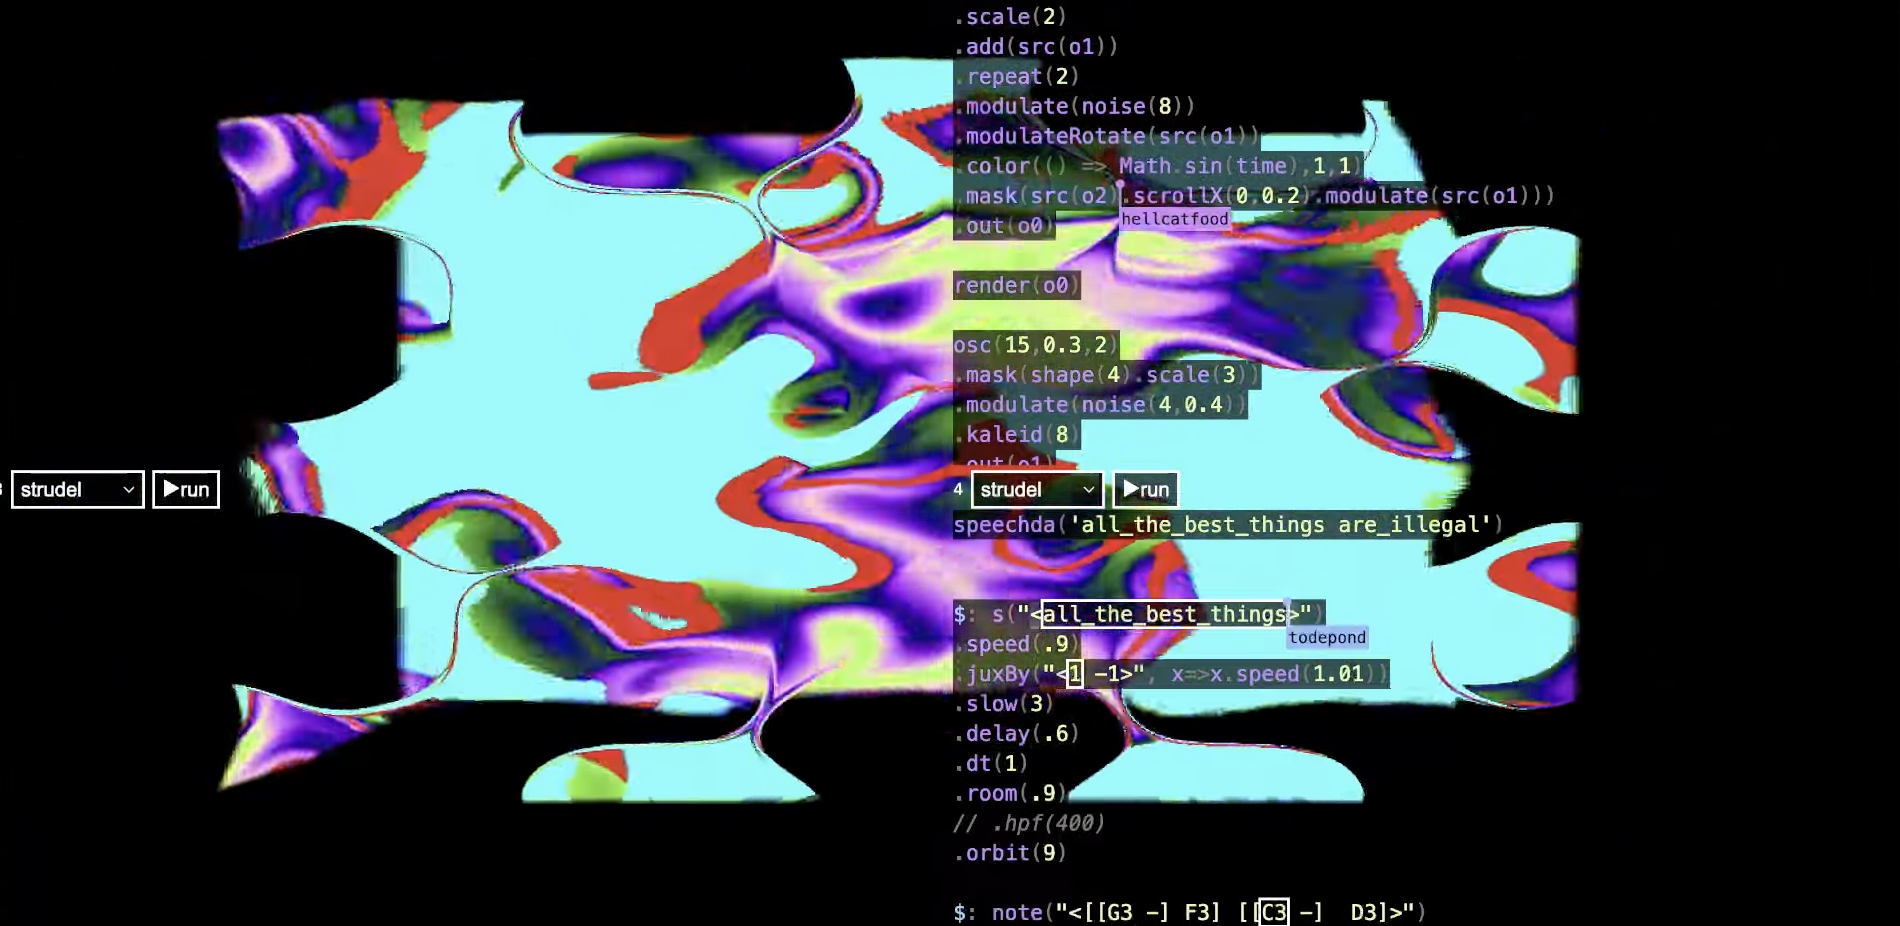 .scale(2)
.add(src(o1))
.repeat(2)
.modulate(noise(8))
.modulateRotate(src(o1))
.color(() => Math.sin(time),1,1)
.mask(src(o2).scrollX(0,0.2).modulate(src(o1)))
hellcatfood
.out(o0)
render(o0)
osc(15,0.3,2)
.mask(shape(4).scale(3))
.modulate(noise(4,0.4))
.kaleid(8)
.out(o1)
strudel ▶run
4 strudel ▶run
speechda('all_the_best_things are_illegal')
$: s("<all_the_best_things>")
todepond
.speed(.9)
.juxBy("<1 -1>", x=>x.speed(1.01))
.slow(3)
.delay(.6)
.dt(1)
.room(.9)
// .hpf(400)
.orbit(9)
$: note("<[[G3 -] F3] [[C3 -]  D3]>")